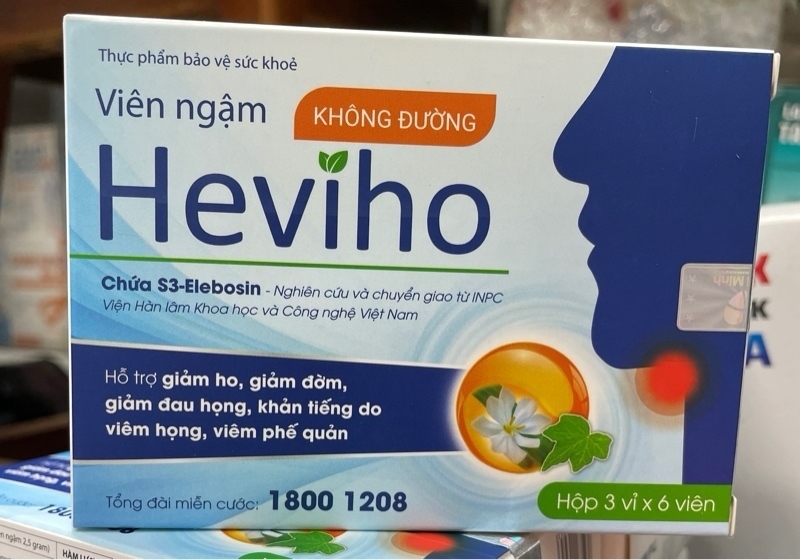 Thực phẩm bảo vệ sức khoẻ
Viên ngậm
KHÔNG ĐƯỜNG
Heviho
Chứa S3-Elebosin - Nghiên cứu và chuyển giao từ INPC
Viện Hàn lâm Khoa học và Công nghệ Việt Nam
Hỗ trợ giảm ho, giảm đờm,
giảm đau họng, khản tiếng do
viêm họng, viêm phế quản
Tổng đài miễn cước: 1800 1208
Hộp 3 vỉ x 6 viên
Minh
K
K
A